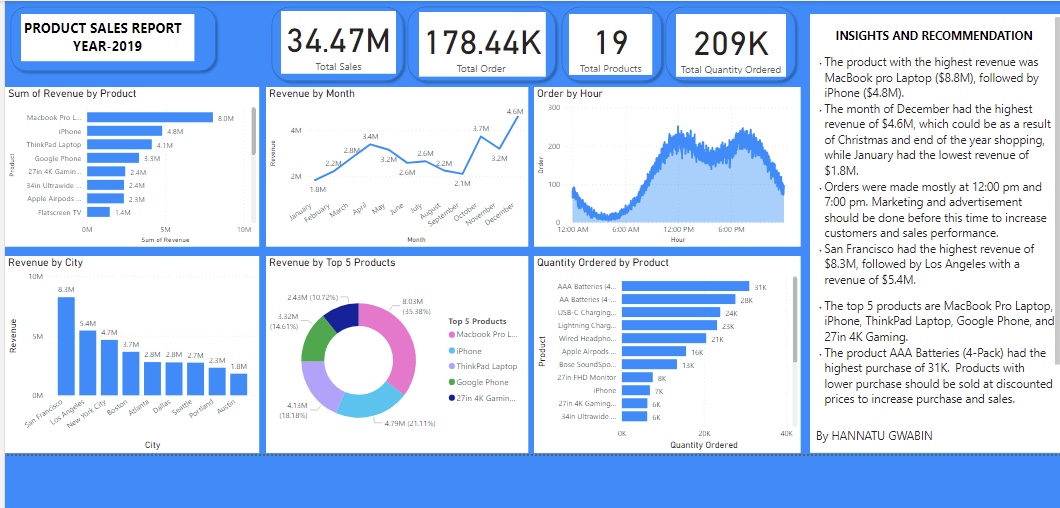 PRODUCT SALES REPORT
YEAR-2019
34.47M
Total Sales
178.44K
Total Order
19
Total Products
209K
Total Quantity Ordered
Sum of Revenue by Product
Product
Macbook Pro L... 8.0M
iPhone 4.8M
ThinkPad Laptop 4.1M
Google Phone 3.3M
27in 4K Gamin... 2.4M
34in Ultrawide ... 2.4M
Apple Airpods ... 2.3M
Flatscreen TV 1.4M
0M 5M 10M
Sum of Revenue
Revenue by Month
Revenue
4M
2M
1.8M
2.2M
2.8M
3.4M
3.2M
2.6M
2.6M
2.2M
2.1M
3.7M
3.2M
4.6M
January
February
March
April
May
June
July
August
September
October
November
December
Month
Order by Hour
Order
300
200
100
0
12:00 AM 6:00 AM 12:00 PM 6:00 PM
Hour
Revenue by City
Revenue
10M
5M
0M
8.3M
5.4M
4.7M
3.7M
2.8M
2.8M
2.7M
2.3M
1.8M
San Francisco
Los Angeles
New York City
Boston
Atlanta
Dallas
Seattle
Portland
Austin
City
Revenue by Top 5 Products
2.43M (10.72%)
8.03M
(35.38%)
3.32M
(14.61%)
4.13M
(18.18%)
4.79M (21.11%)
Top 5 Products
Macbook Pro L...
iPhone
ThinkPad Laptop
Google Phone
27in 4K Gamin...
Quantity Ordered by Product
Product
AAA Batteries (4... 31K
AA Batteries (4-... 28K
USB-C Charging... 24K
Lightning Charg... 23K
Wired Headpho... 21K
Apple Airpods ... 16K
Bose SoundSpo... 13K
27in FHD Monitor 8K
iPhone 7K
27in 4K Gaming... 6K
34in Ultrawide ... 6K
0K 20K 40K
Quantity Ordered
INSIGHTS AND RECOMMENDATION
· The product with the highest revenue was
MacBook pro Laptop ($8.8M), followed by
iPhone ($4.8M).
· The month of December had the highest
revenue of $4.6M, which could be as a result
of Christmas and end of the year shopping,
while January had the lowest revenue of
$1.8M.
· Orders were made mostly at 12:00 pm and
7:00 pm. Marketing and advertisement
should be done before this time to increase
customers and sales performance.
· San Francisco had the highest revenue of
$8.3M, followed by Los Angeles with a
revenue of $5.4M.
· The top 5 products are MacBook Pro Laptop,
iPhone, ThinkPad Laptop, Google Phone, and
27in 4K Gaming.
· The product AAA Batteries (4-Pack) had the
highest purchase of 31K. Products with
lower purchase should be sold at discounted
prices to increase purchase and sales.
By HANNATU GWABIN